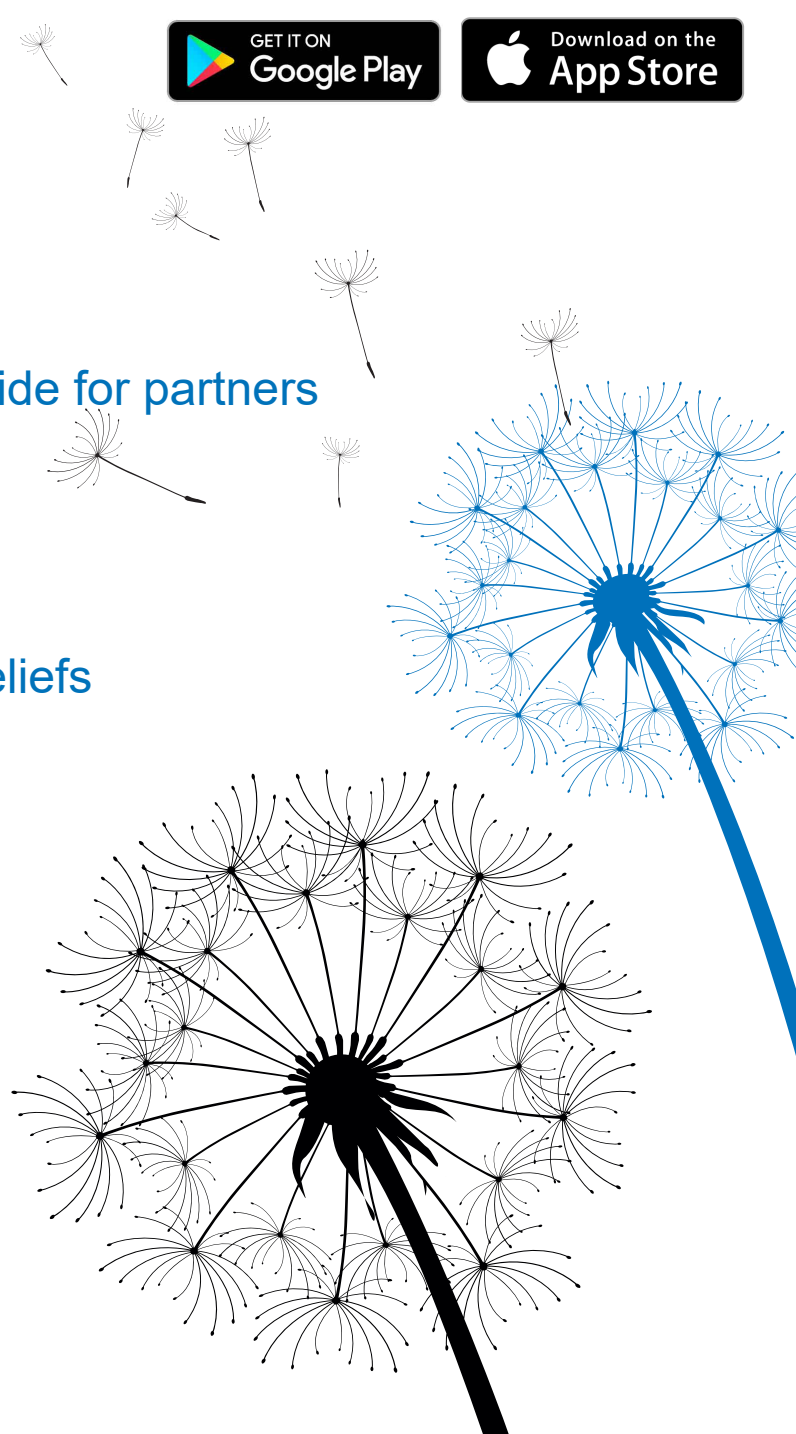 GET IT ON
Google Play
Download on the
App Store
ide for partners
eliefs